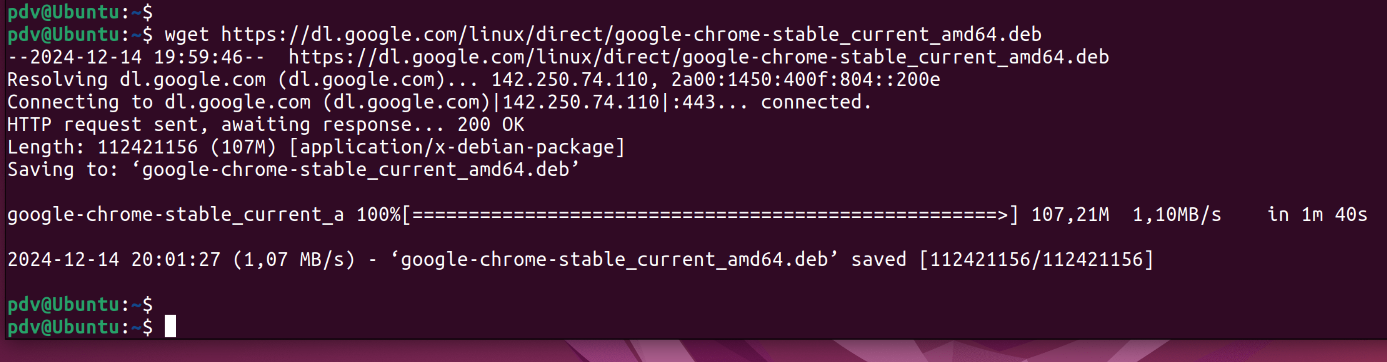 pdv@Ubuntu:~$
pdv@Ubuntu:~$ wget https://dl.google.com/linux/direct/google-chrome-stable_current_amd64.deb
--2024-12-14 19:59:46--  https://dl.google.com/linux/direct/google-chrome-stable_current_amd64.deb
Resolving dl.google.com (dl.google.com)... 142.250.74.110, 2a00:1450:400f:804::200e
Connecting to dl.google.com (dl.google.com)|142.250.74.110|:443... connected.
HTTP request sent, awaiting response... 200 OK
Length: 112421156 (107M) [application/x-debian-package]
Saving to: ‘google-chrome-stable_current_amd64.deb’
google-chrome-stable_current_a 100%[====================================================>] 107,21M  1,10MB/s    in 1m 40s
2024-12-14 20:01:27 (1,07 MB/s) - ‘google-chrome-stable_current_amd64.deb’ saved [112421156/112421156]
pdv@Ubuntu:~$
pdv@Ubuntu:~$